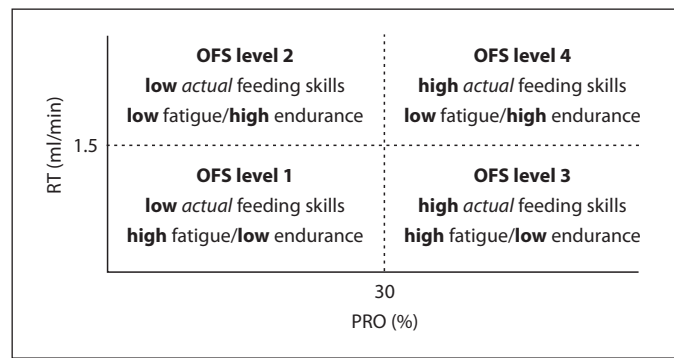 OFS level 2
low actual feeding skills
low fatigue/high endurance
OFS level 4
high actual feeding skills
low fatigue/high endurance
RT (ml/min)
1.5
OFS level 1
low actual feeding skills
high fatigue/low endurance
OFS level 3
high actual feeding skills
high fatigue/low endurance
30
PRO (%)